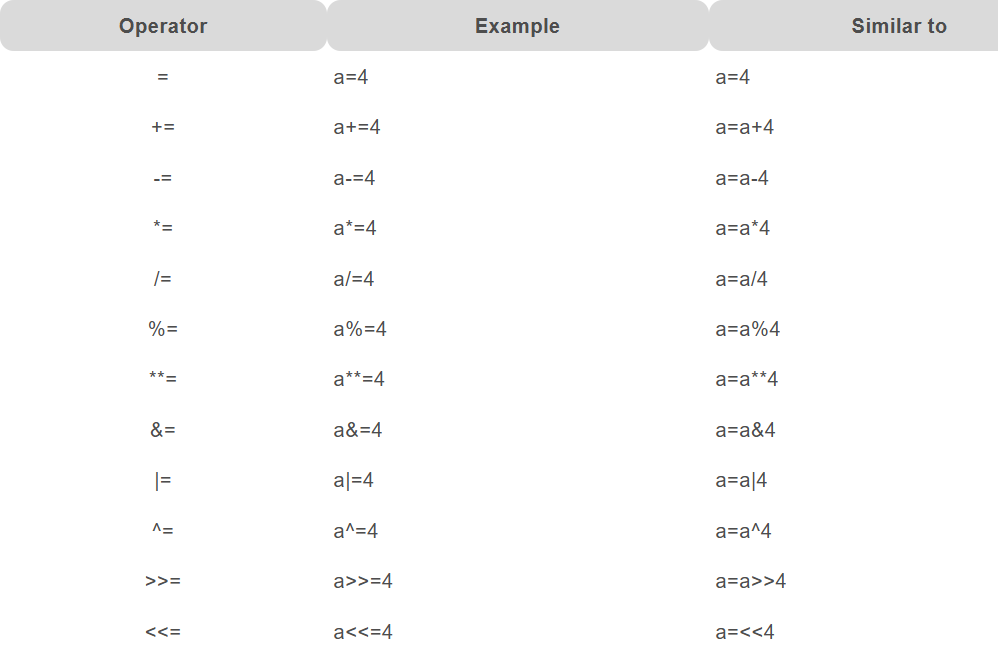 Operator Example Similar to
= a=4 a=4
+= a+=4 a=a+4
-= a-=4 a=a-4
*= a*=4 a=a*4
/= a/=4 a=a/4
%= a%=4 a=a%4
**= a**=4 a=a**4
&= a&=4 a=a&4
|= a|=4 a=a|4
^= a^=4 a=a^4
>>= a>>=4 a=a>>4
<<= a<<=4 a=<<4